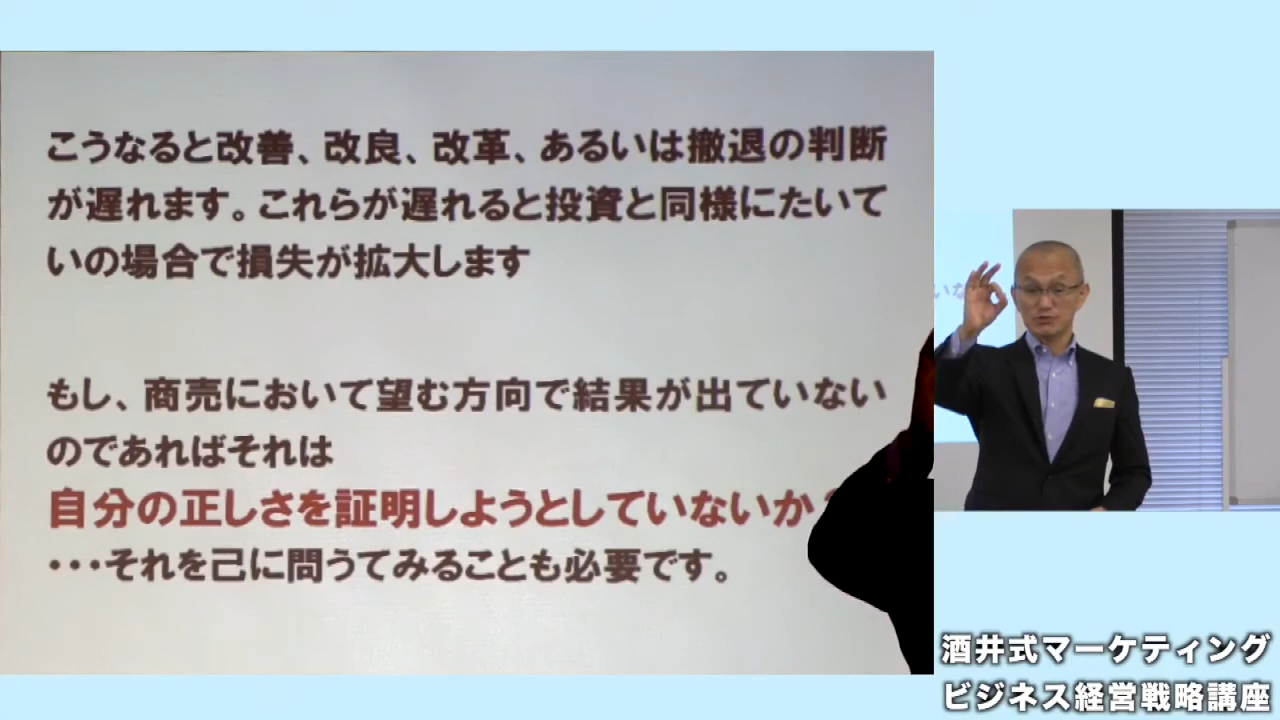 こうなると改善、改良、改革、あるいは撤退の判断
が遅れます。これらが遅れると投資と同様にたいて
いの場合で損失が拡大します
もし、商売において望む方向で結果が出ていない
のであればそれは
自分の正しさを証明しようとしていないか?
・・・それを己に問うてみることも必要です。
酒井式マーケティング
ビジネス経営戦略講座